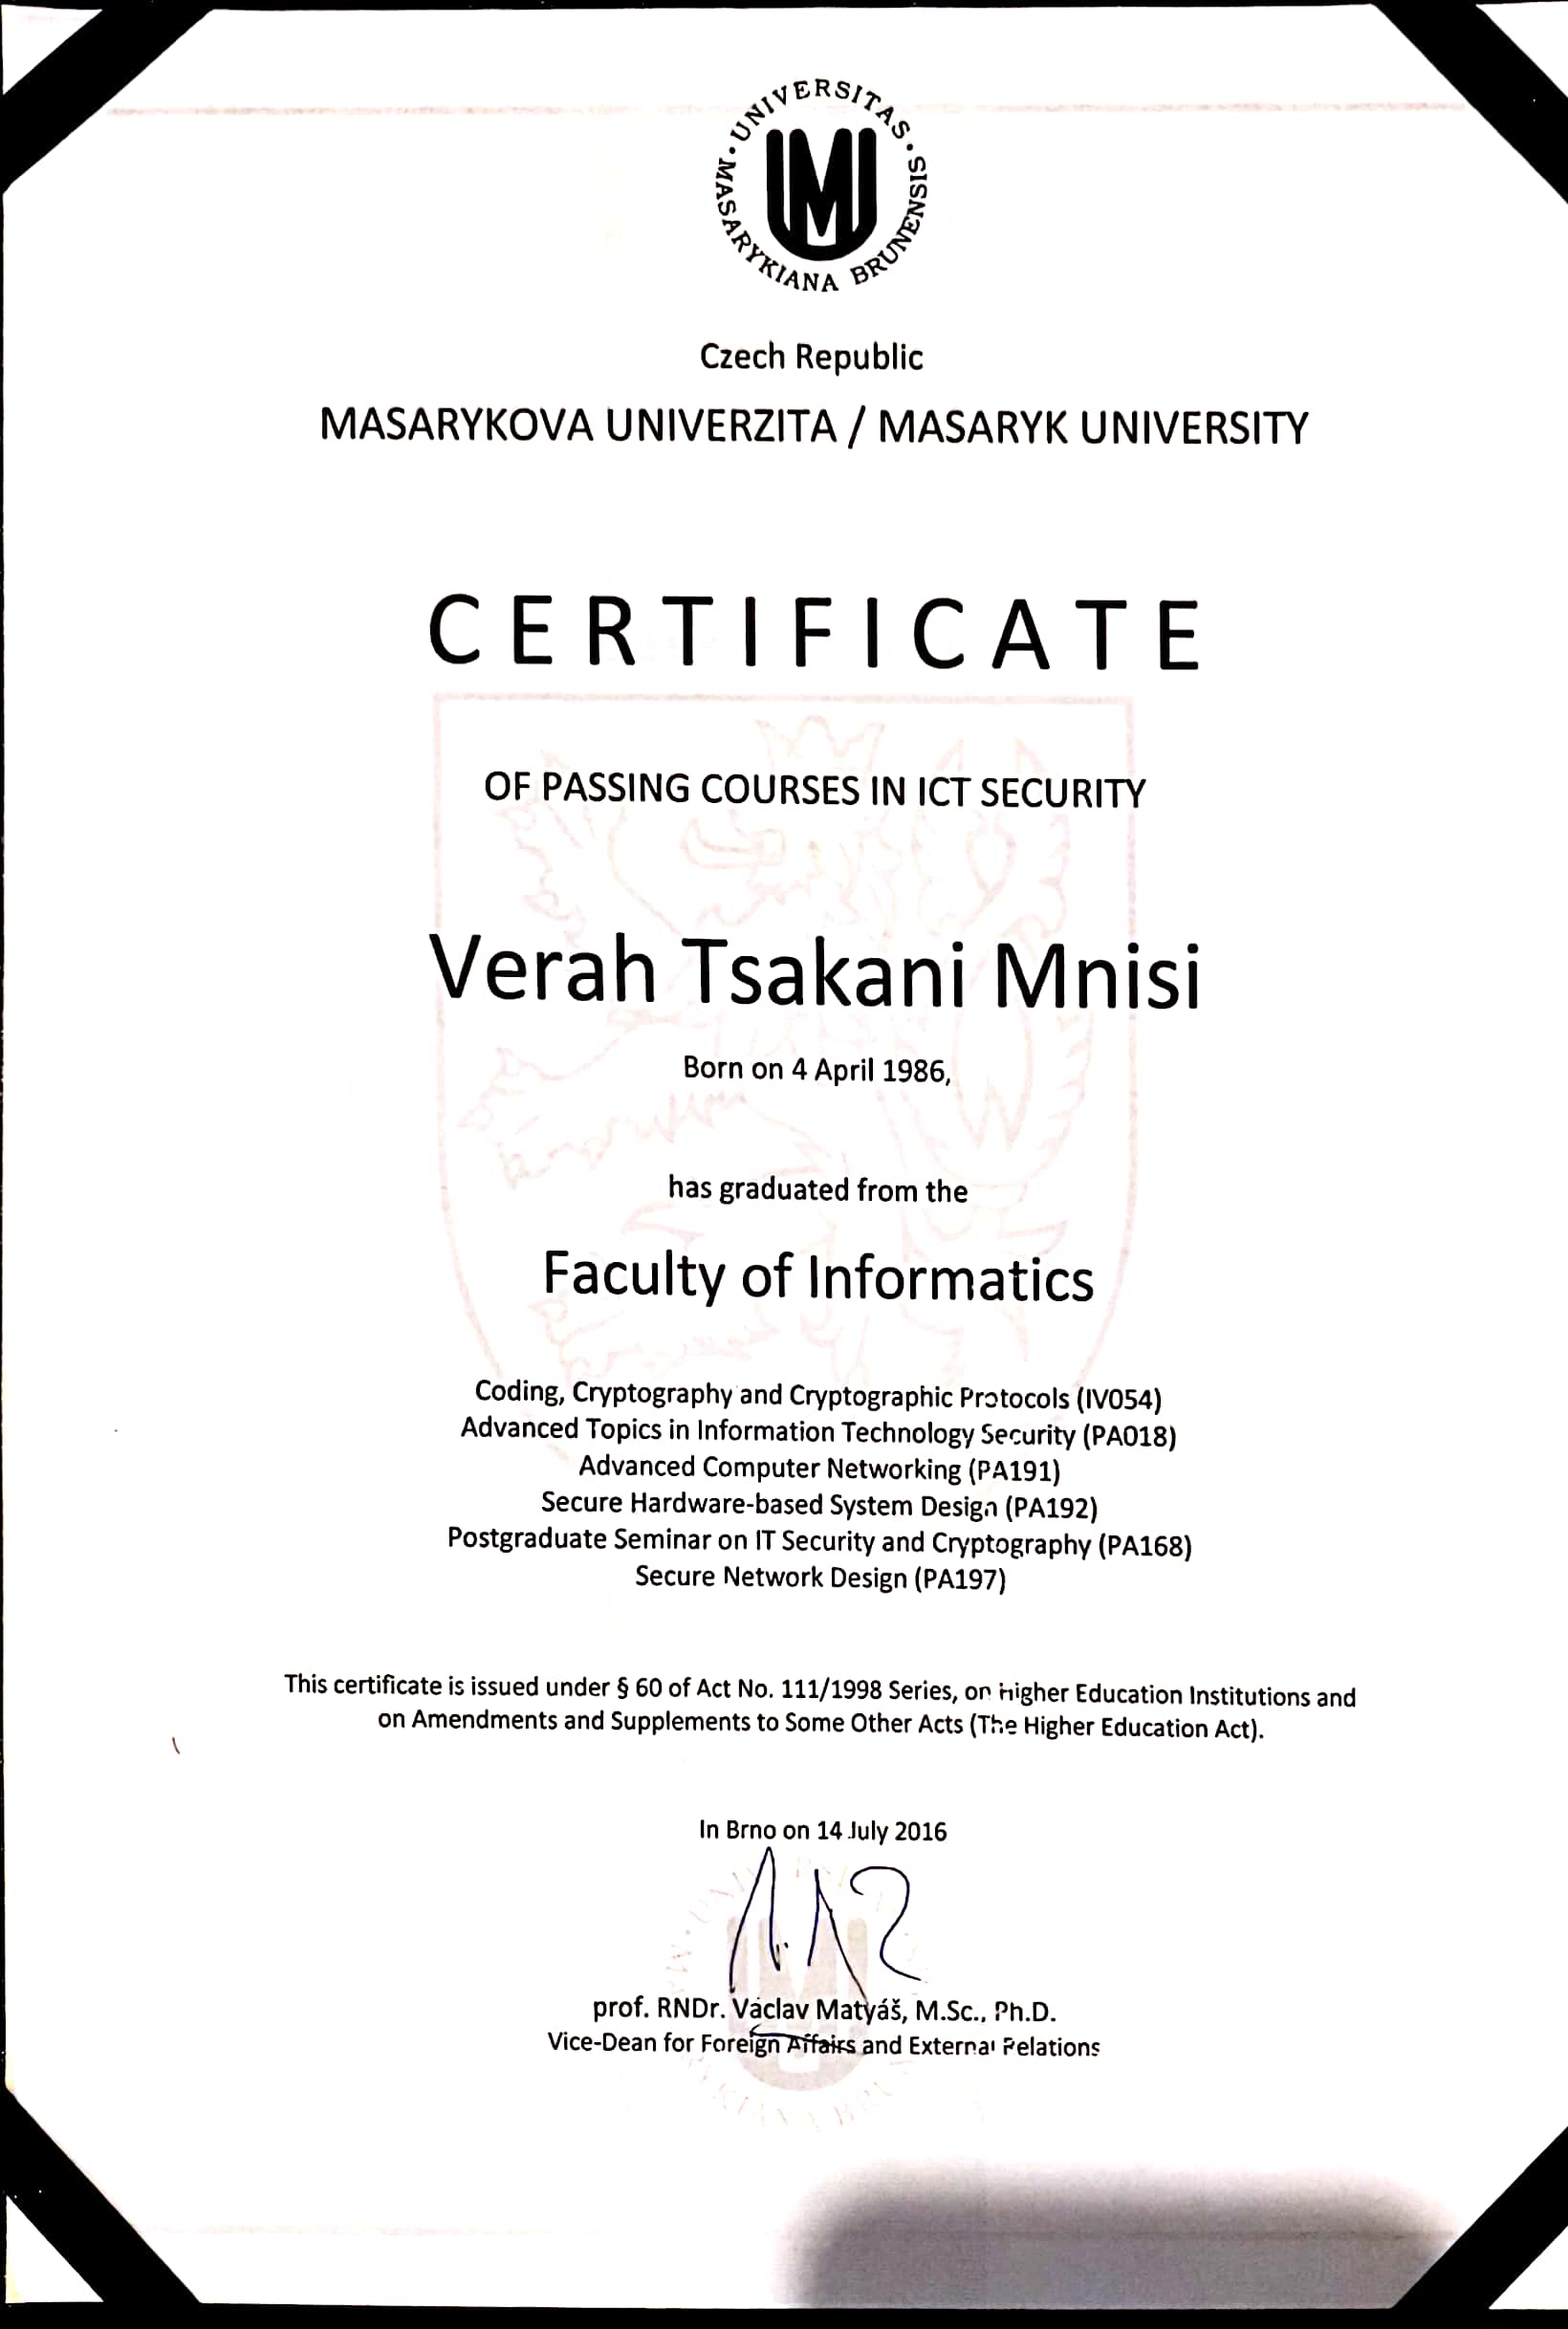 UNIVERSITAS • MASARYKIANA BRUNENSIS •
MU
Czech Republic
MASARYKOVA UNIVERZITA / MASARYK UNIVERSITY
CERTIFICATE
OF PASSING COURSES IN ICT SECURITY
Verah Tsakani Mnisi
Born on 4 April 1986,
has graduated from the
Faculty of Informatics
Coding, Cryptography and Cryptographic Protocols (IV054)
Advanced Topics in Information Technology Security (PA018)
Advanced Computer Networking (PA191)
Secure Hardware-based System Design (PA192)
Postgraduate Seminar on IT Security and Cryptography (PA168)
Secure Network Design (PA197)
This certificate is issued under § 60 of Act No. 111/1998 Series, on Higher Education Institutions and
on Amendments and Supplements to Some Other Acts (The Higher Education Act).
In Brno on 14 July 2016
prof. RNDr. Václav Matyáš, M.Sc., Ph.D.
Vice-Dean for Foreign Affairs and External Relations